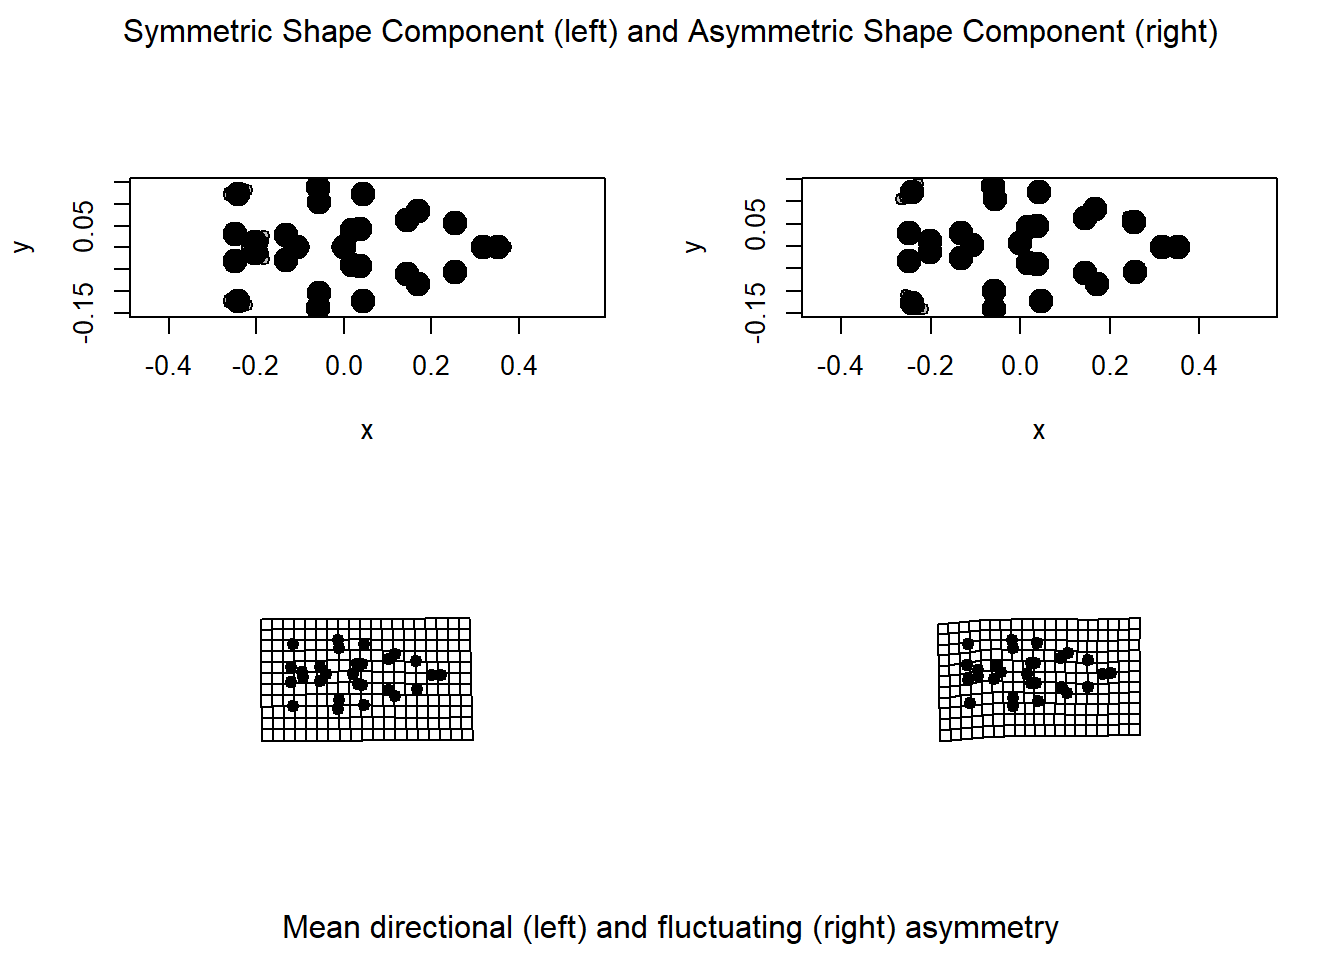 Symmetric Shape Component (left) and Asymmetric Shape Component (right)
y
0.05
-0.15
-0.4 -0.2 0.0 0.2 0.4
x
y
0.05
-0.15
-0.4 -0.2 0.0 0.2 0.4
x
Mean directional (left) and fluctuating (right) asymmetry